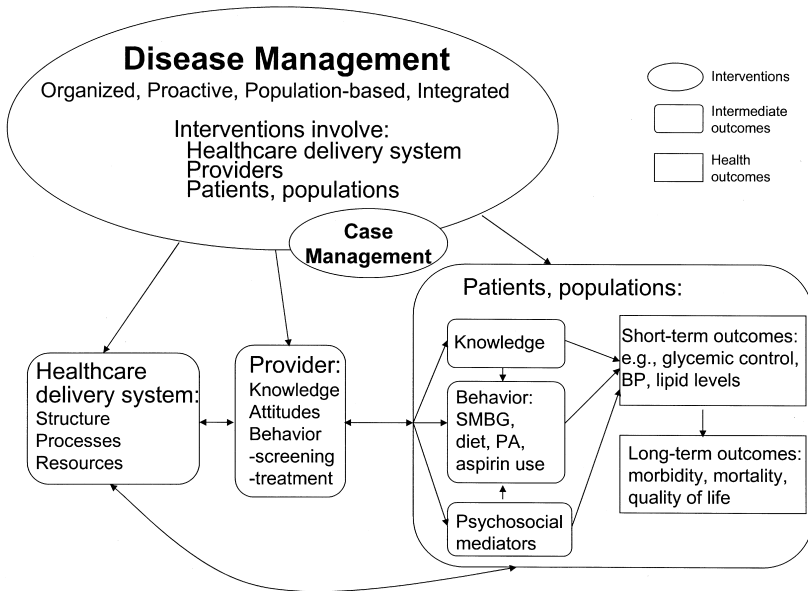 Disease Management
Organized, Proactive, Population-based, Integrated
Interventions involve:
Healthcare delivery system
Providers
Patients, populations
Case
Management
Interventions
Intermediate
outcomes
Health
outcomes
Healthcare
delivery system:
Structure
Processes
Resources
Provider:
Knowledge
Attitudes
Behavior
-screening
-treatment
Patients, populations:
Knowledge
Behavior:
SMBG,
diet, PA,
aspirin use
Psychosocial
mediators
Short-term outcomes:
e.g., glycemic control,
BP, lipid levels
Long-term outcomes:
morbidity, mortality,
quality of life